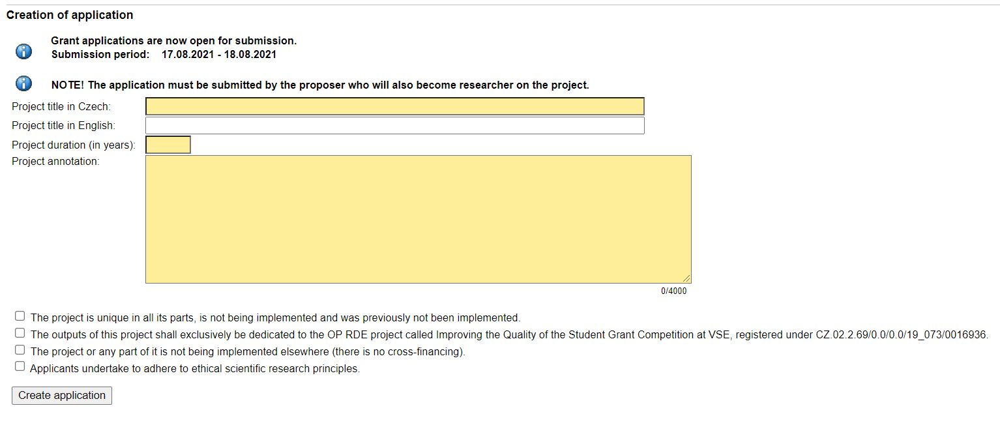 Creation of application
Grant applications are now open for submission.
Submission period: 17.08.2021 - 18.08.2021
NOTE! The application must be submitted by the proposer who will also become researcher on the project.
Project title in Czech:
Project title in English:
Project duration (in years):
Project annotation:
0/4000
The project is unique in all its parts, is not being implemented and was previously not been implemented.
The outputs of this project shall exclusively be dedicated to the OP RDE project called Improving the Quality of the Student Grant Competition at VSE, registered under CZ.02.2.69/0.0/0.0/19_073/0016936.
The project or any part of it is not being implemented elsewhere (there is no cross-financing).
Applicants undertake to adhere to ethical scientific research principles.
Create application